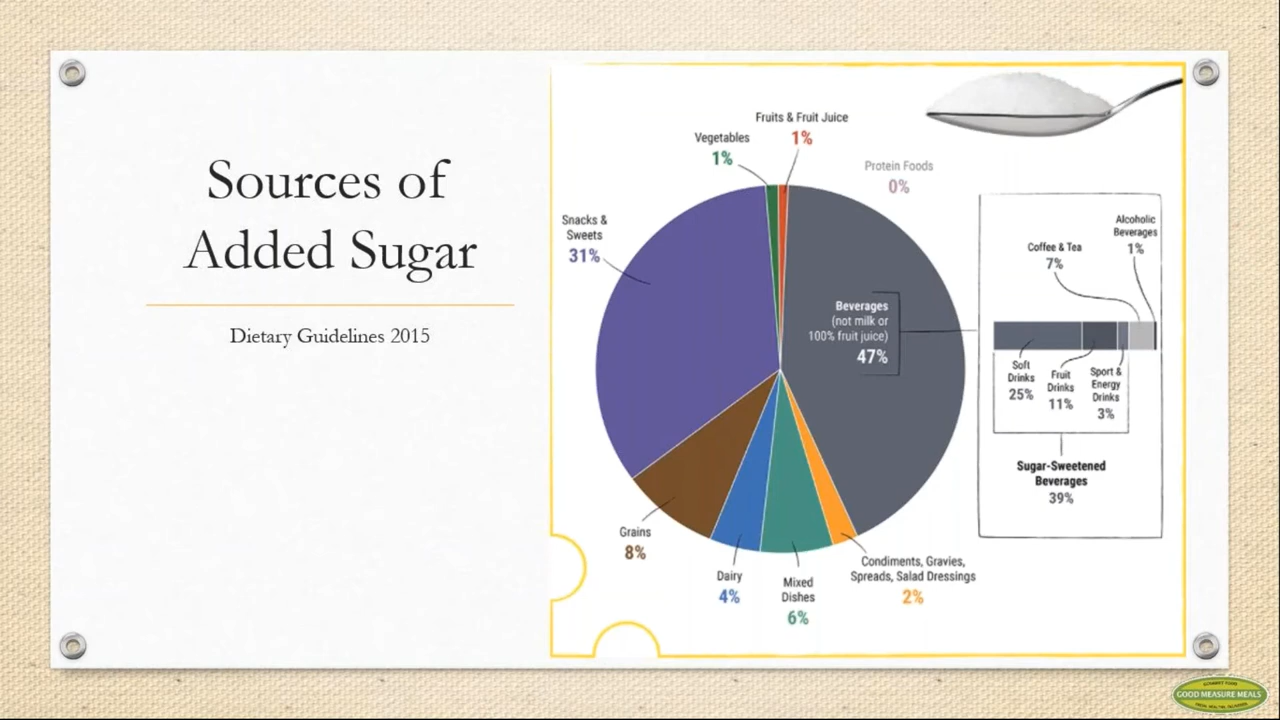 Sources of
Added Sugar
Dietary Guidelines 2015
Fruits & Fruit Juice
1%
Vegetables
1%
Protein Foods
0%
Snacks &
Sweets
31%
Beverages
(not milk or
100% fruit juice)
47%
Grains
8%
Dairy
4%
Mixed
Dishes
6%
Condiments, Gravies,
Spreads, Salad Dressings
2%
Alcoholic
Beverages
1%
Coffee & Tea
7%
Soft
Drinks
25%
Fruit
Drinks
11%
Sport &
Energy
Drinks
3%
Sugar-Sweetened
Beverages
39%
GOURMET FOOD
GOOD MEASURE MEALS